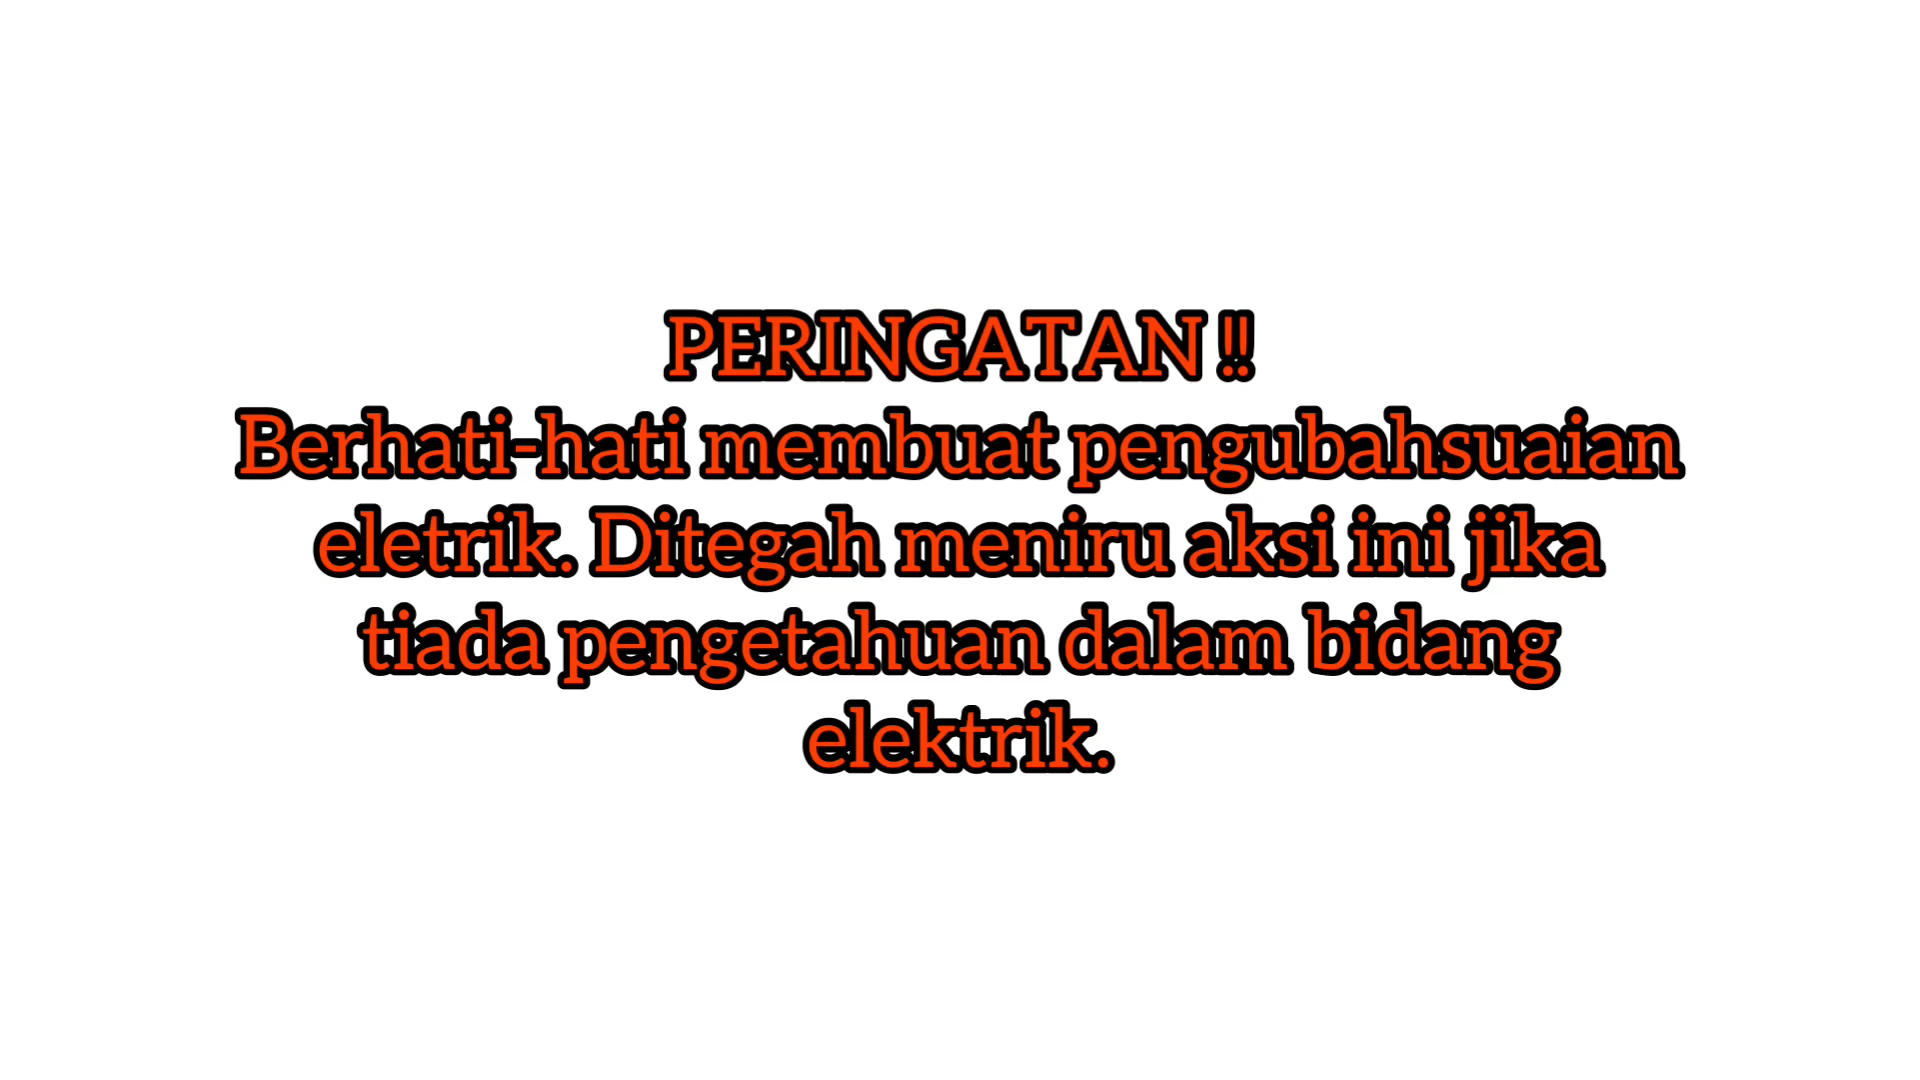 PERINGATAN !!
Berhati-hati membuat pengubahsuaian
eletrik. Ditegah meniru aksi ini jika
tiada pengetahuan dalam bidang
elektrik.